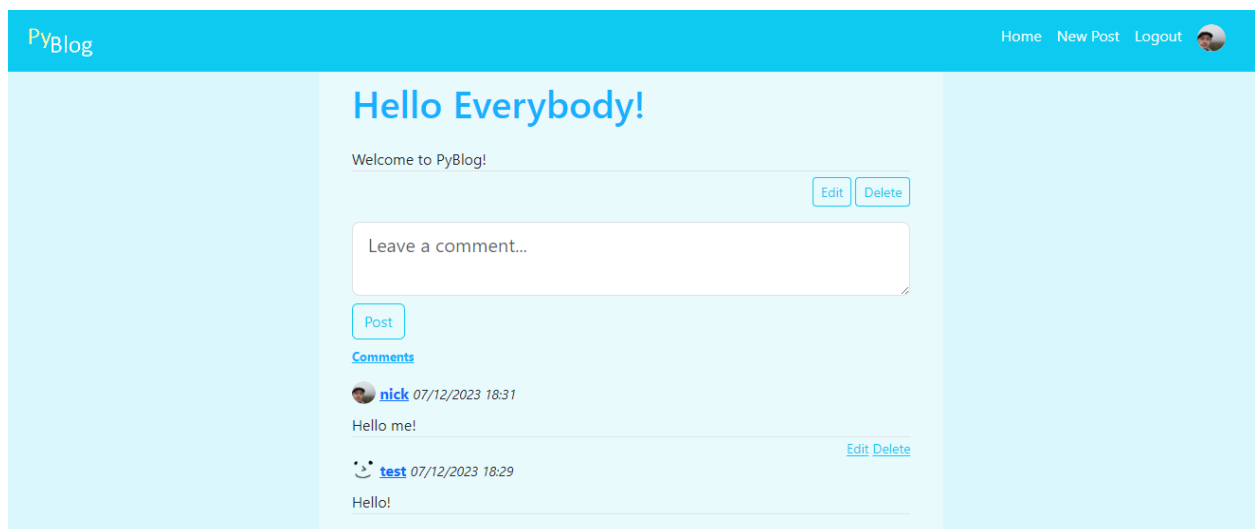 PyBlog
Home New Post Logout
Hello Everybody!
Welcome to PyBlog!
Edit Delete
Leave a comment...
Post
Comments
nick 07/12/2023 18:31
Hello me!
Edit Delete
test 07/12/2023 18:29
Hello!